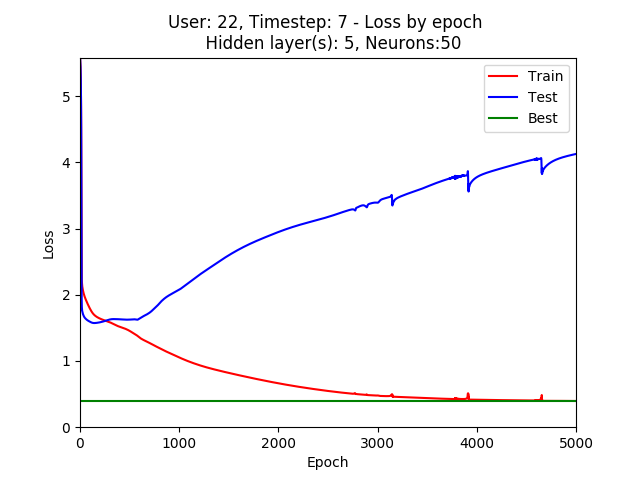 User: 22, Timestep: 7 - Loss by epoch
Hidden layer(s): 5, Neurons:50
Train
Test
Best
5
4
3
2
1
0
Loss
0 1000 2000 3000 4000 5000
Epoch